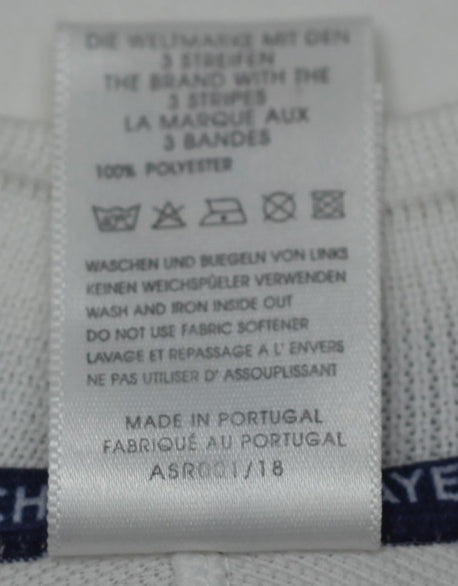 DIE WELTMARKE MIT DEN
3 STREIFEN
THE BRAND WITH THE
3 STRIPES
LA MARQUE AUX
3 BANDES
100% POLYESTER
WASCHEN UND BUEGELN VON LINKS
KEINEN WEICHSPÜELER VERWENDEN
WASH AND IRON INSIDE OUT
DO NOT USE FABRIC SOFTENER
LAVAGE ET REPASSAGE A L' ENVERS
NE PAS UTILISER D' ASSOUPLISSANT
MADE IN PORTUGAL
FABRIQUÉ AU PORTUGAL
ASR001/18
CH AYE